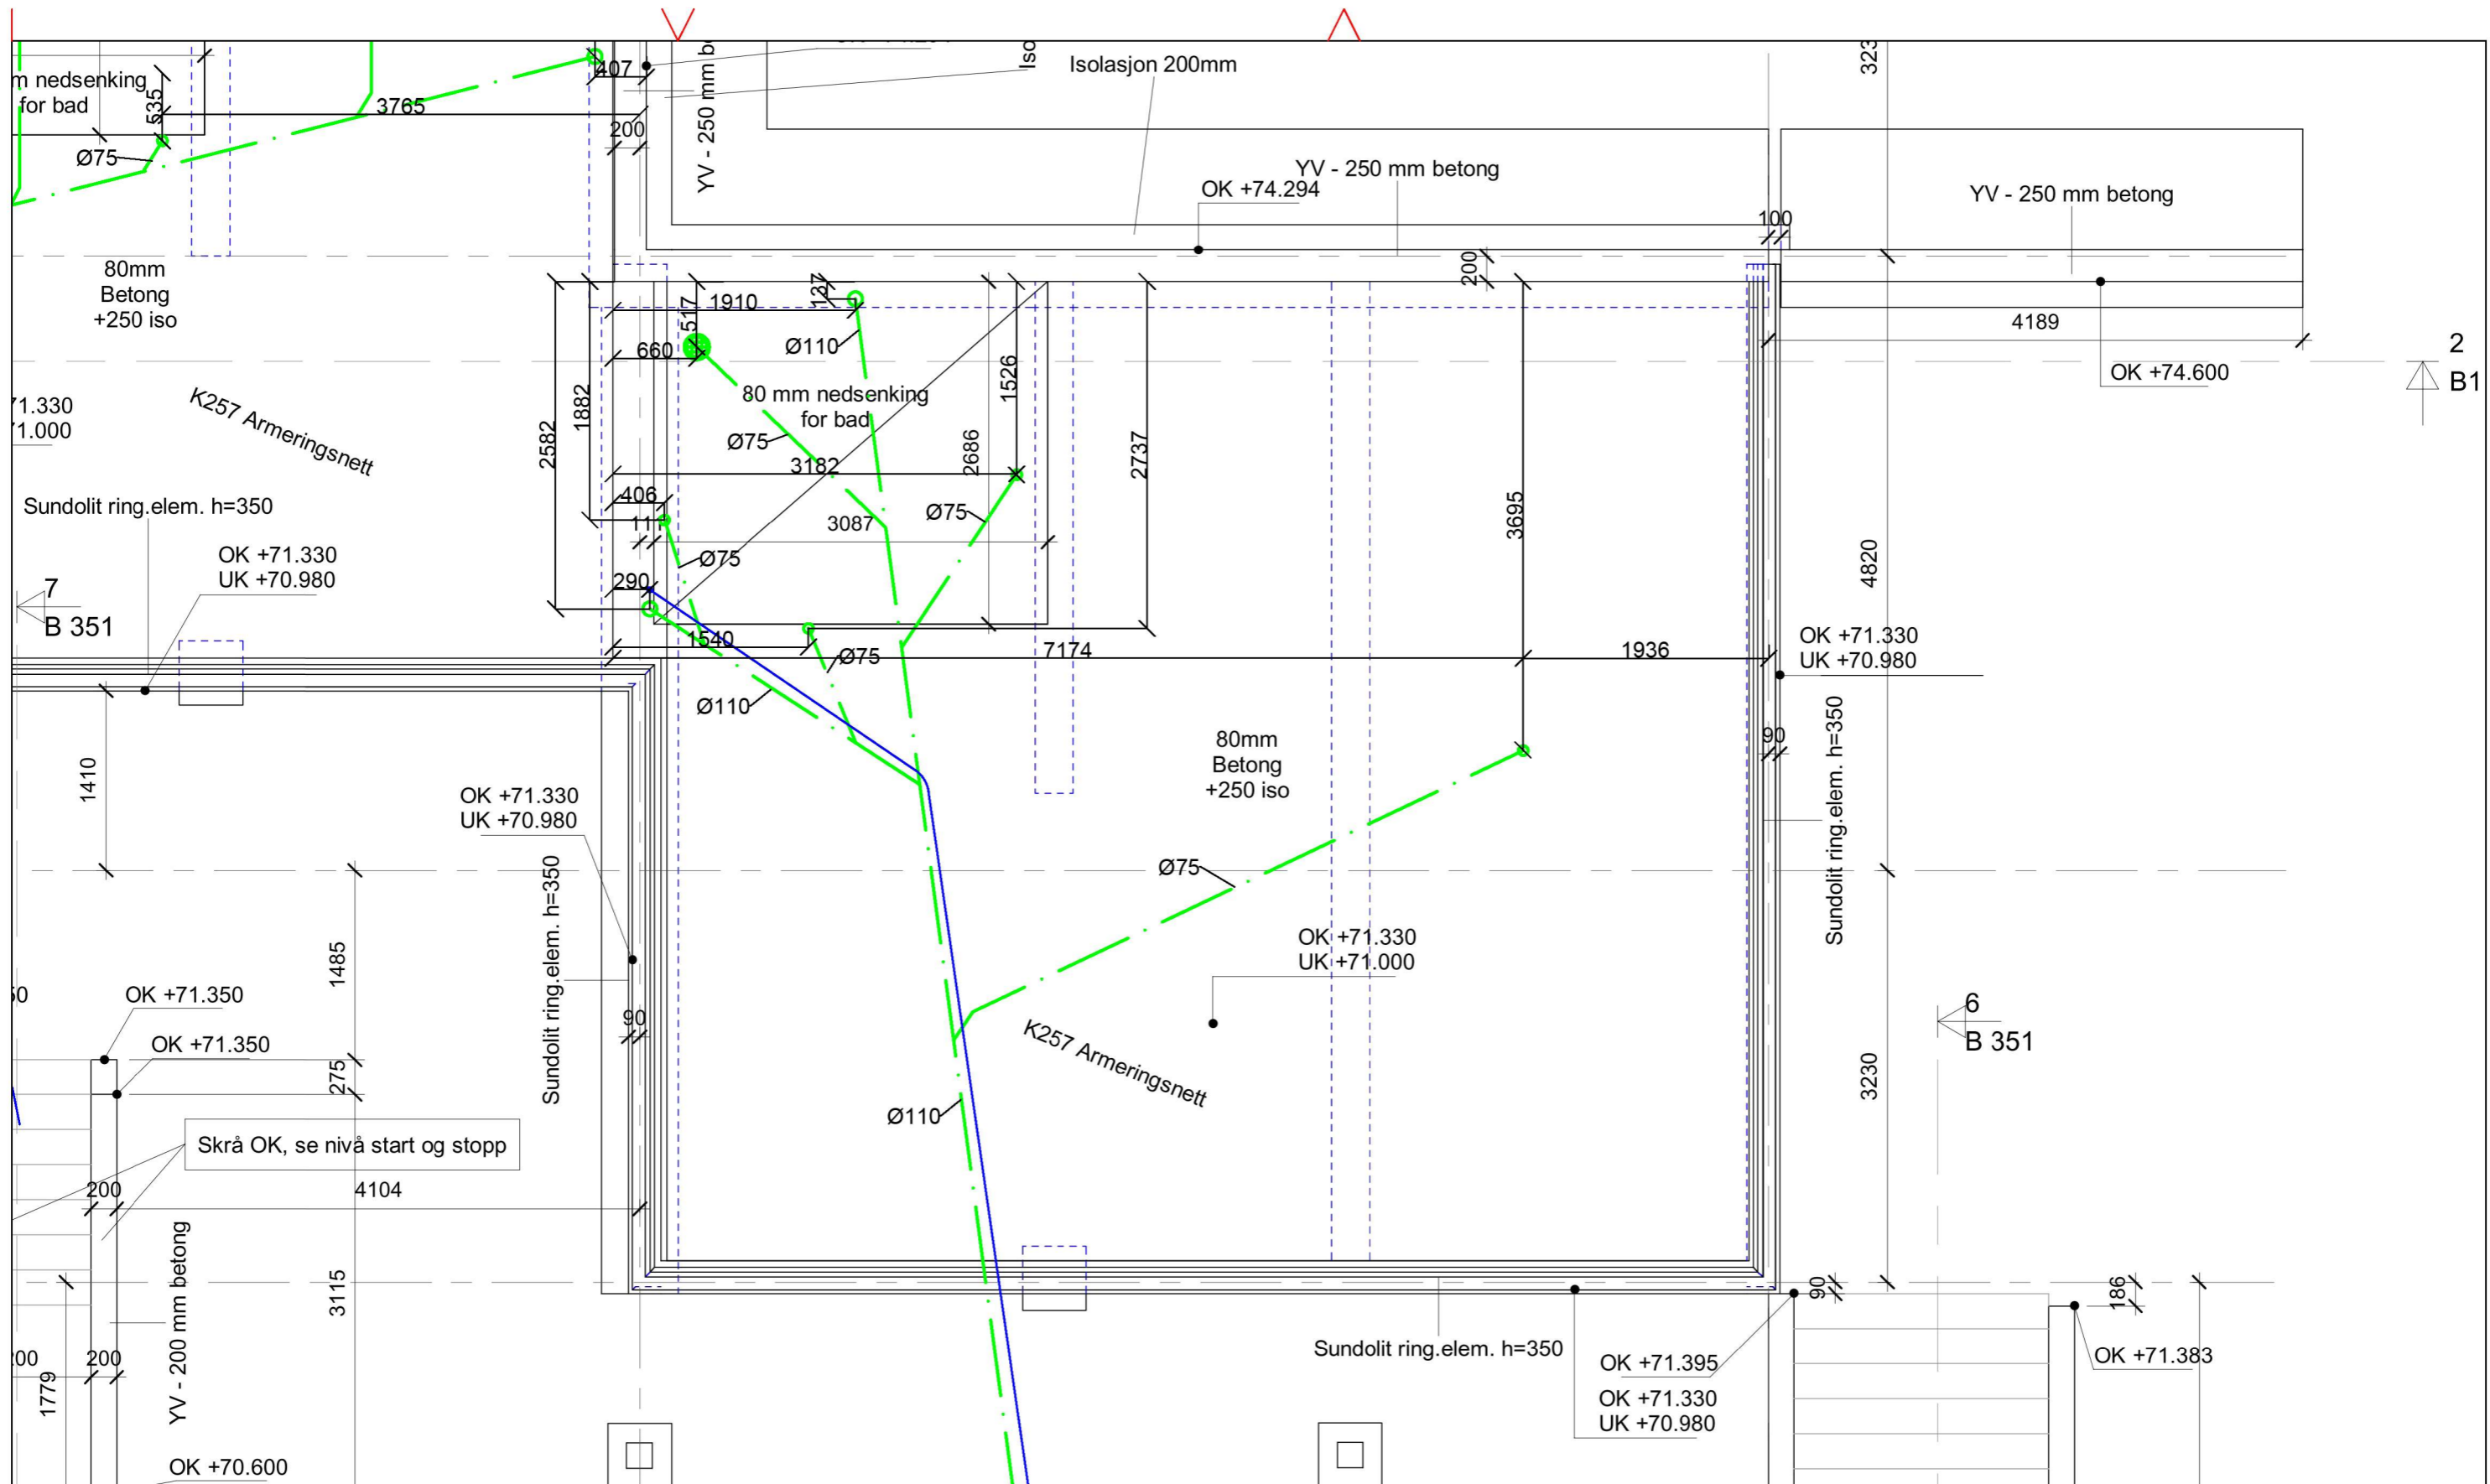 407
Isolasjon 200mm
323
m nedsenking
for bad
535
3765
200
YV - 250 mm
Ø75
YV - 250 mm betong
OK +74.294
YV - 250 mm betong
100
200
80mm
Betong
+250 iso
137
1910
517
660
Ø110
1526
4189
2
B1
OK +74.600
71.330
71.000
K257 Armeringsnett
1882
2582
80 mm nedsenking
for bad
Ø75
3182
2686
2737
3695
406
111
3087
Ø75
Sundolit ring.elem. h=350
OK +71.330
UK +70.980
Ø75
290
4820
7
B 351
1540
Ø75
7174
1936
OK +71.330
UK +70.980
Ø110
90
1410
80mm
Betong
+250 iso
OK +71.330
UK +70.980
Sundolit ring.elem. h=350
Ø75
Sundolit ring.elem. h=350
OK +71.330
UK +71.000
1485
OK +71.350
90
K257 Armeringsnett
6
B 351
OK +71.350
275
3230
Ø110
Skrå OK, se nivå start og stopp
200
4104
YV - 200 mm betong
3115
90
186
Sundolit ring.elem. h=350
200
1779
OK +71.395
OK +71.383
OK +71.330
UK +70.980
OK +70.600